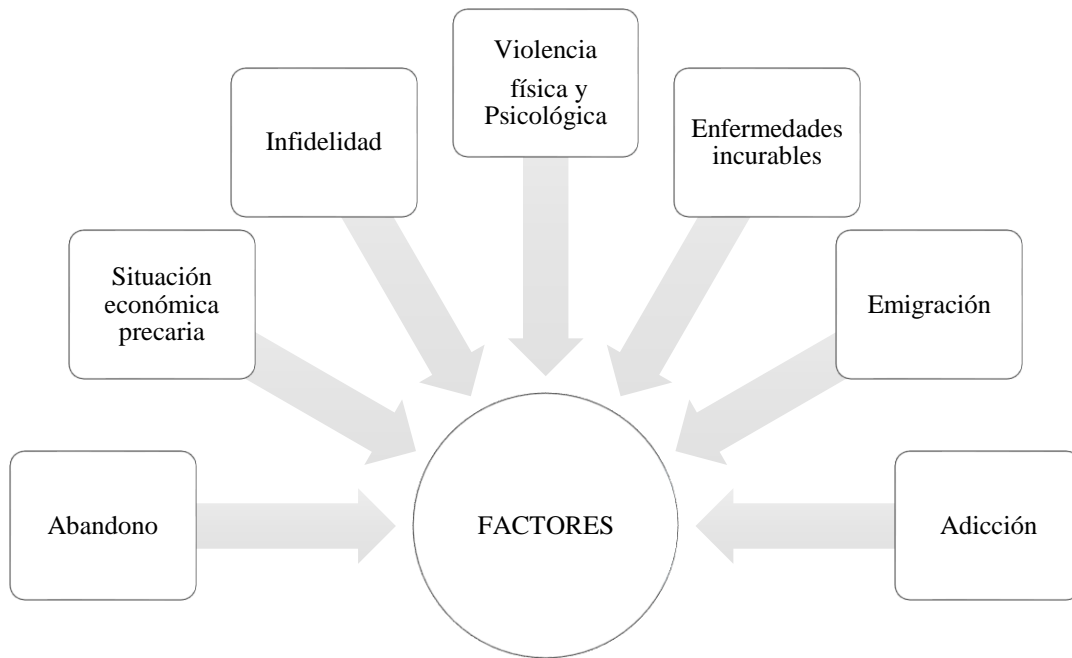 Violencia
física y
Psicológica
Infidelidad
Enfermedades
incurables
Situación
económica
precaria
Emigración
Abandono
FACTORES
Adicción